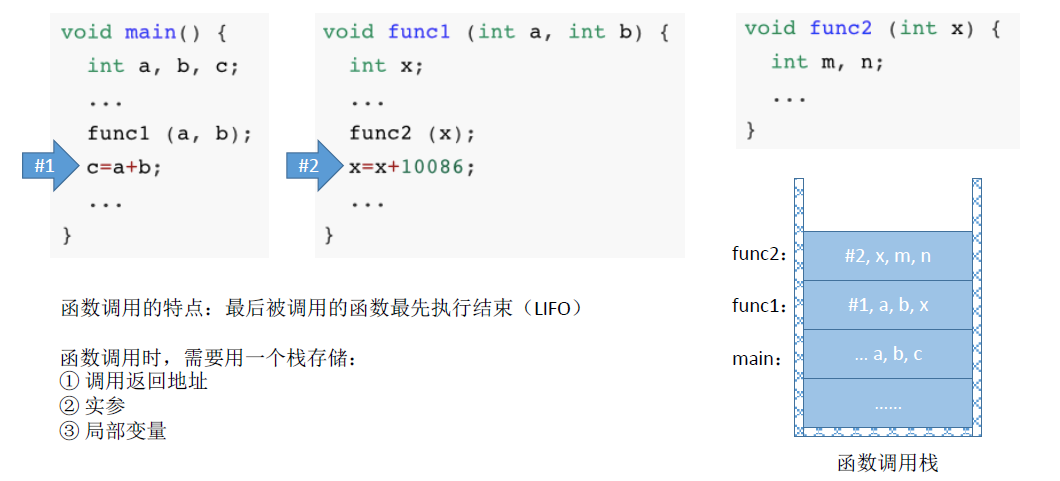 void main() {
int a, b, c;
...
func1 (a, b);
#1
c=a+b;
...
}
void func1 (int a, int b) {
int x;
...
func2 (x);
#2
x=x+10086;
...
}
void func2 (int x) {
int m, n;
...
}
函数调用的特点：最后被调用的函数最先执行结束（LIFO）
函数调用时，需要用一个栈存储：
① 调用返回地址
② 实参
③ 局部变量
func2： #2, x, m, n
func1： #1, a, b, x
main： ... a, b, c
......
函数调用栈